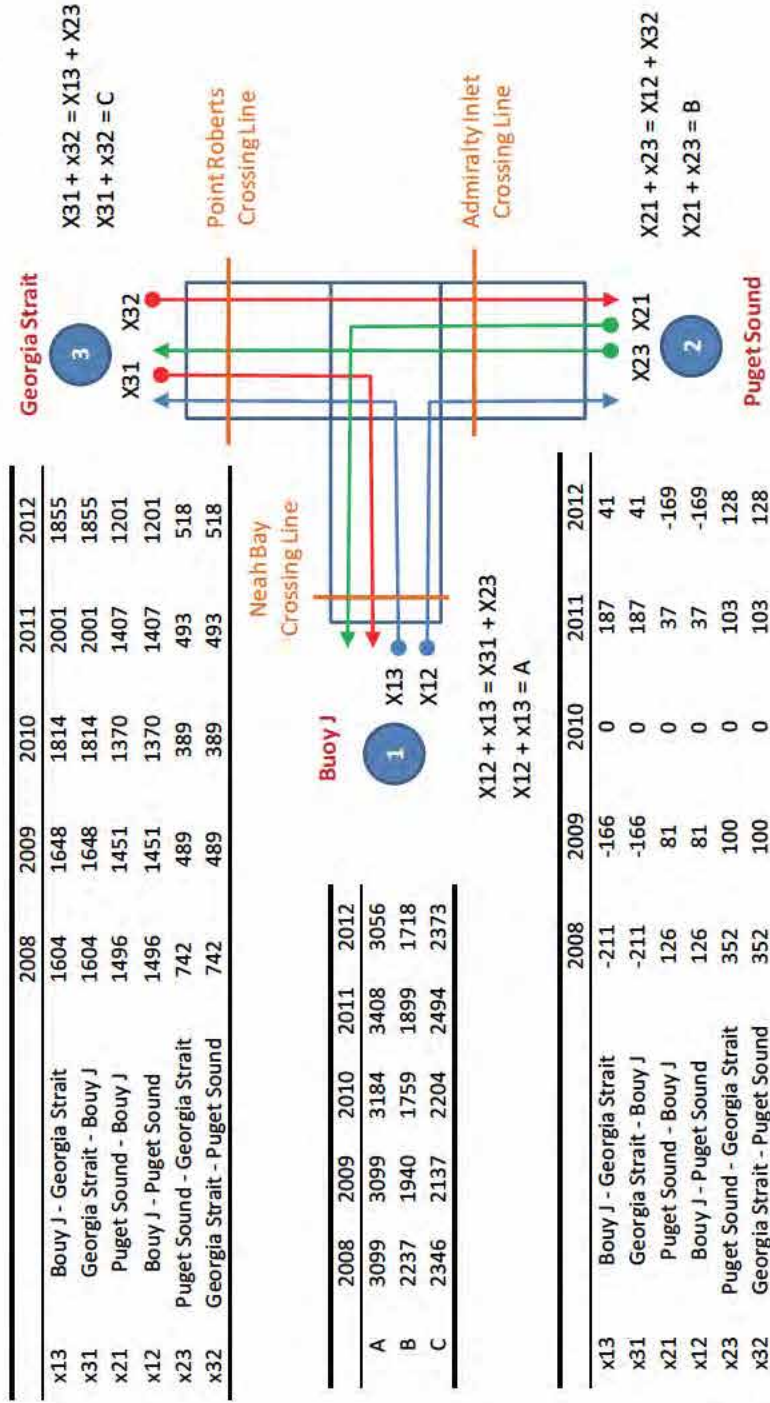 2008 2009 2010 2011 2012
x13 Bouy J - Georgia Strait 1604 1648 1814 2001 1855
x31 Georgia Strait - Bouy J 1604 1648 1814 2001 1855
x21 Puget Sound - Bouy J 1496 1451 1370 1407 1201
x12 Bouy J - Puget Sound 1496 1451 1370 1407 1201
x23 Puget Sound - Georgia Strait 742 489 389 493 518
x32 Georgia Strait - Puget Sound 742 489 389 493 518
Georgia Strait
3
X31 + x32 = X13 + X23
X31 + x32 = C
X31 X32
Point Roberts
Crossing Line
Neah Bay
Crossing Line
Buoy J
1
X13
X12
X12 + x13 = X31 + X23
X12 + x13 = A
2008 2009 2010 2011 2012
A 3099 3099 3184 3408 3056
B 2237 1940 1759 1899 1718
C 2346 2137 2204 2494 2373
Admiralty Inlet
Crossing Line
X23 X21
2
Puget Sound
X21 + x23 = X12 + X32
X21 + x23 = B
2008 2009 2010 2011 2012
x13 Bouy J - Georgia Strait -211 -166 0 187 41
x31 Georgia Strait - Bouy J -211 -166 0 187 41
x21 Puget Sound - Bouy J 126 81 0 37 -169
x12 Bouy J - Puget Sound 126 81 0 37 -169
x23 Puget Sound - Georgia Strait 352 100 0 103 128
x32 Georgia Strait - Puget Sound 352 100 0 103 128